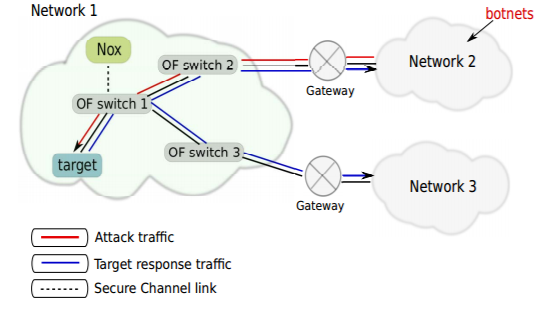 Network 1
botnets
Nox
OF switch 2
Network 2
Gateway
OF switch 1
OF switch 3
target
Network 3
Gateway
Attack traffic
Target response traffic
Secure Channel link